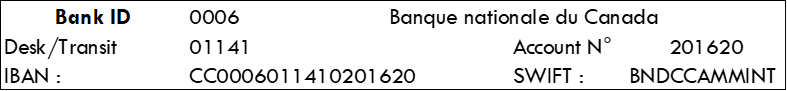 Bank ID 0006 Banque nationale du Canada
Desk/Transit 01141 Account N° 201620
IBAN : CC0006011410201620 SWIFT : BNDCCAMMINT